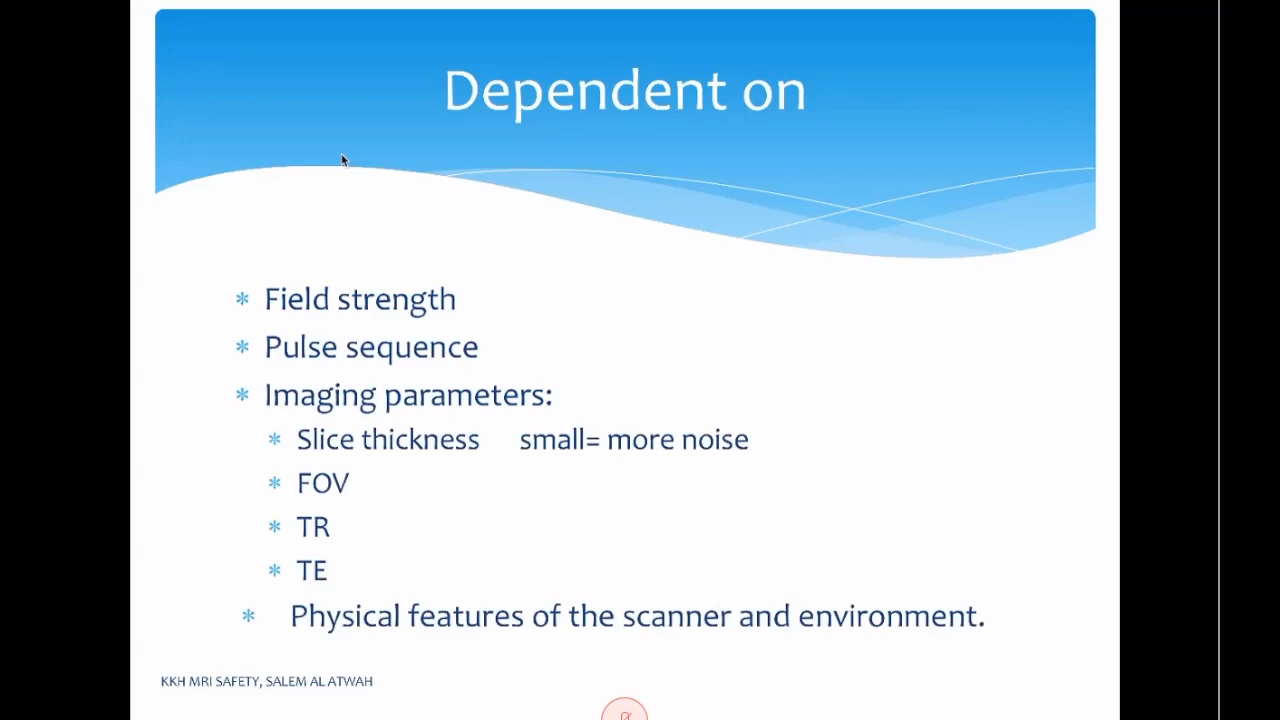 Dependent on
* Field strength
* Pulse sequence
* Imaging parameters:
* Slice thickness small= more noise
* FOV
* TR
* TE
* Physical features of the scanner and environment.
KKH MRI SAFETY, SALEM AL ATWAH